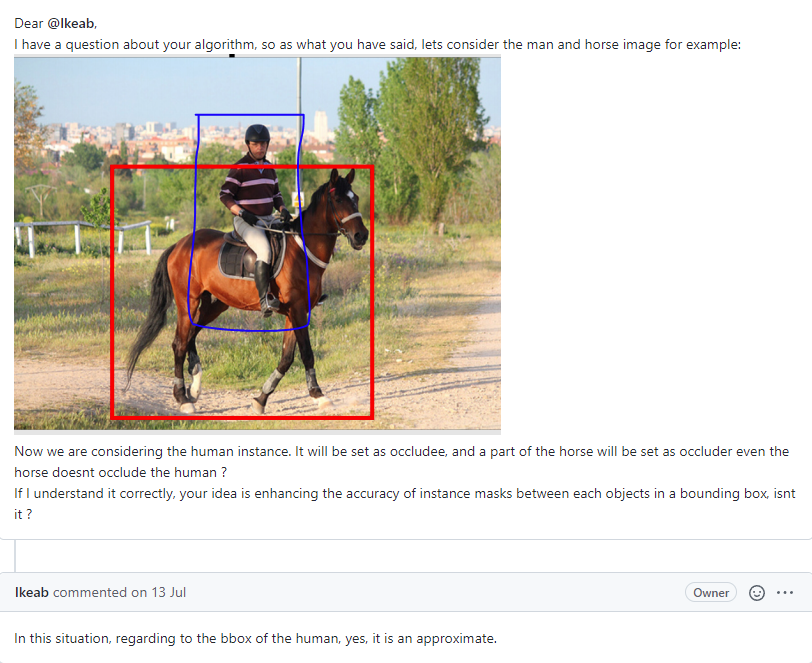 Dear @lkeab,
I have a question about your algorithm, so as what you have said, lets consider the man and horse image for example:
Now we are considering the human instance. It will be set as occludee, and a part of the horse will be set as occluder even the
horse doesnt occlude the human ?
If I understand it correctly, your idea is enhancing the accuracy of instance masks between each objects in a bounding box, isnt
it ?
lkeab commented on 13 Jul
Owner
In this situation, regarding to the bbox of the human, yes, it is an approximate.